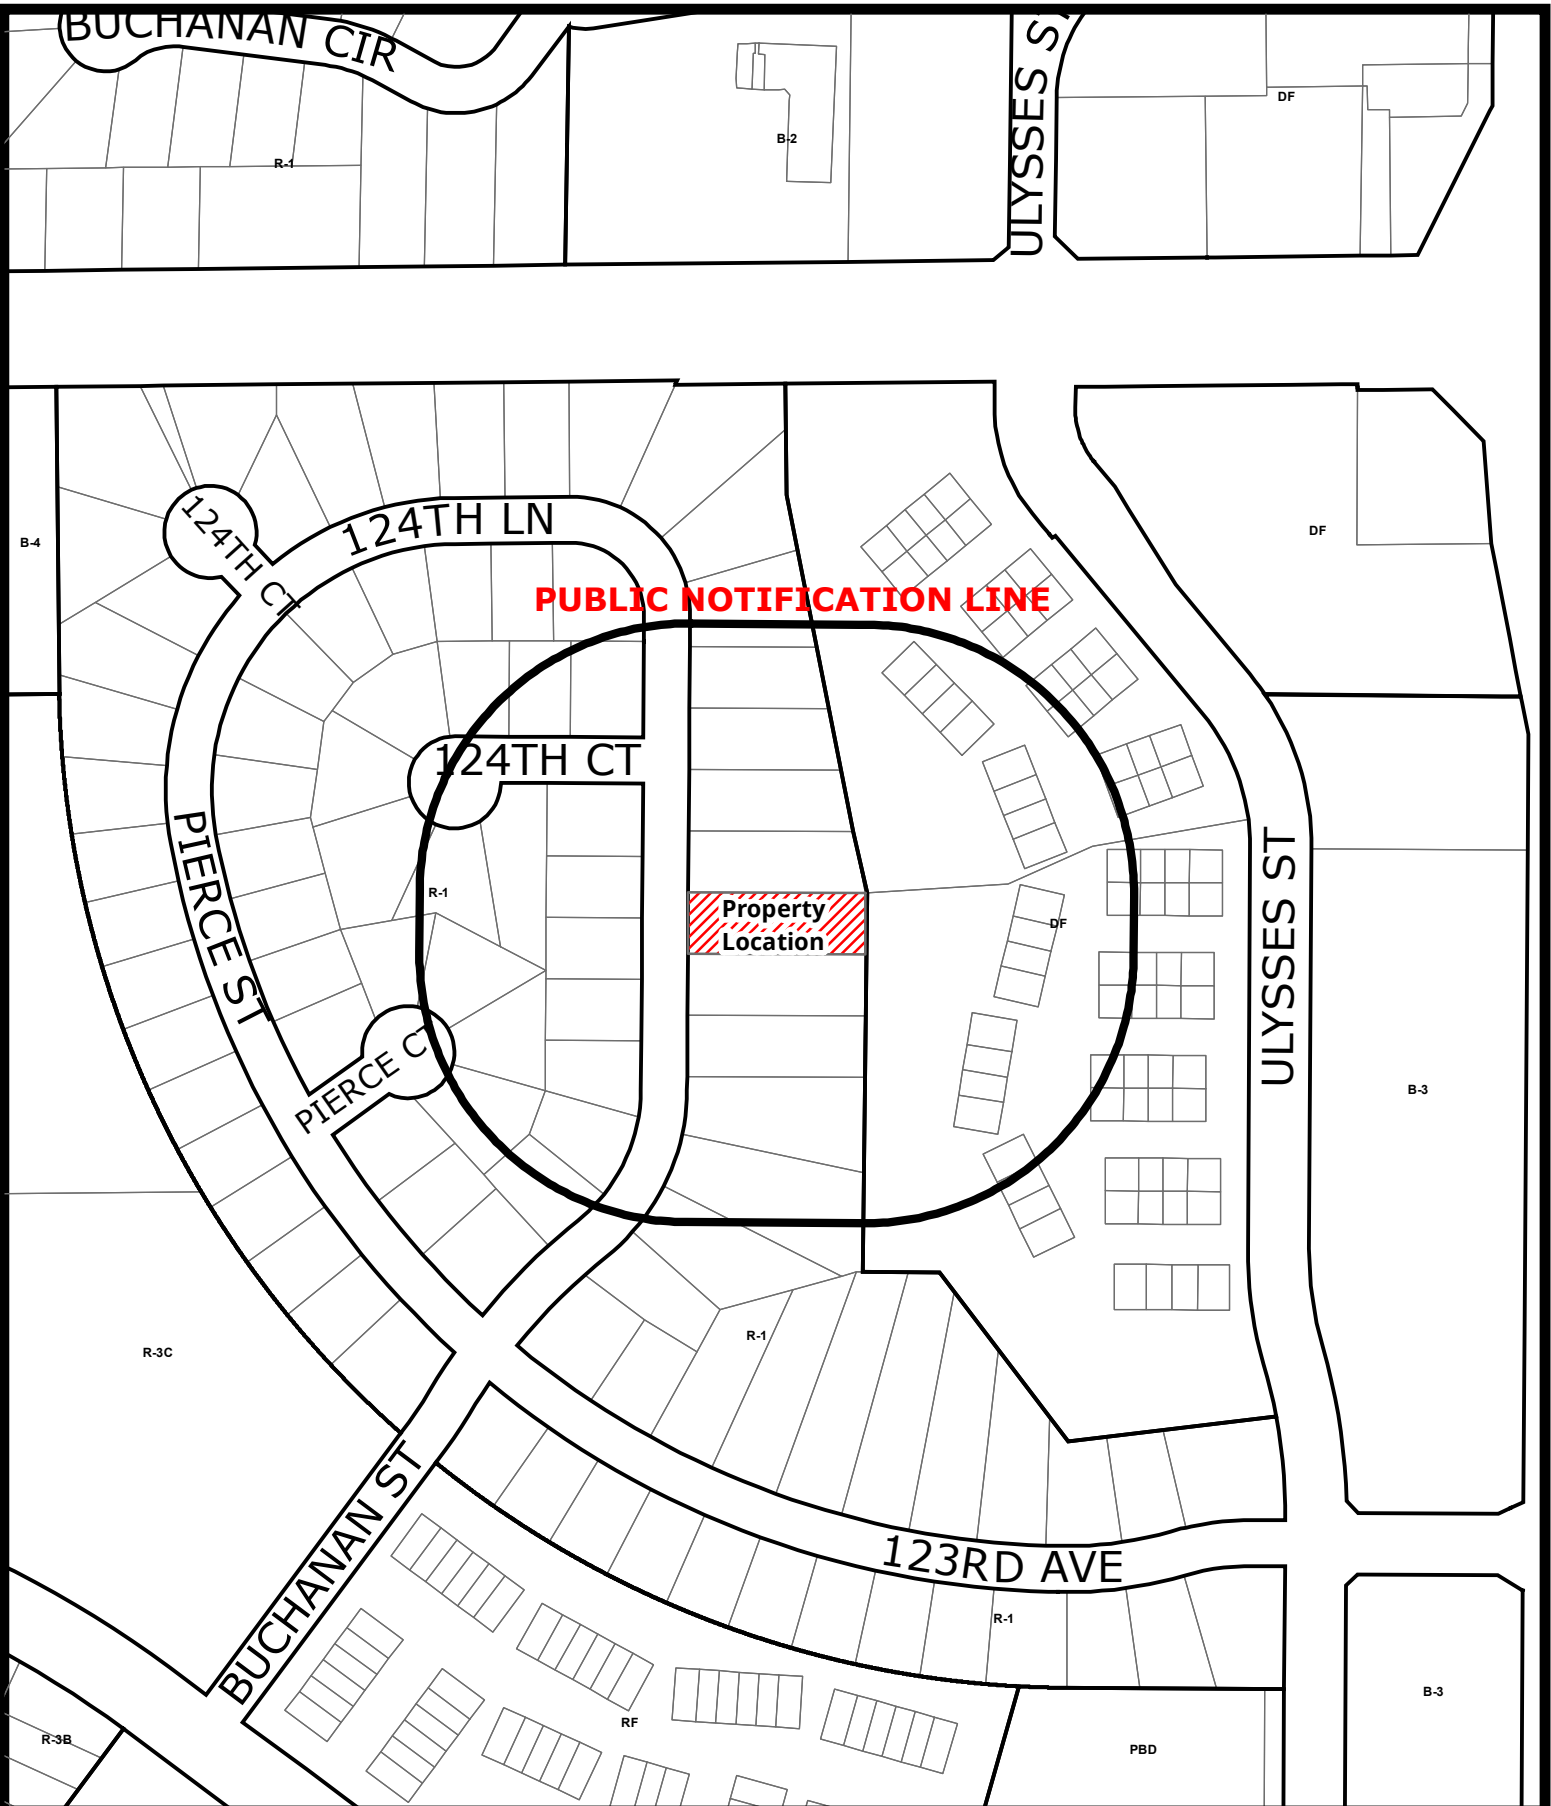 BUCHANAN CIR
ULYSSES ST
DF
B-2
R-1
124TH CT
124TH LN
B-4
DF
PUBLIC NOTIFICATION LINE
124TH CT
PIERCE ST
R-1
Property
Location
DF
ULYSSES ST
PIERCE CT
B-3
R-1
R-3C
BUCHANAN ST
123RD AVE
R-1
B-3
RF
R-3B
PBD